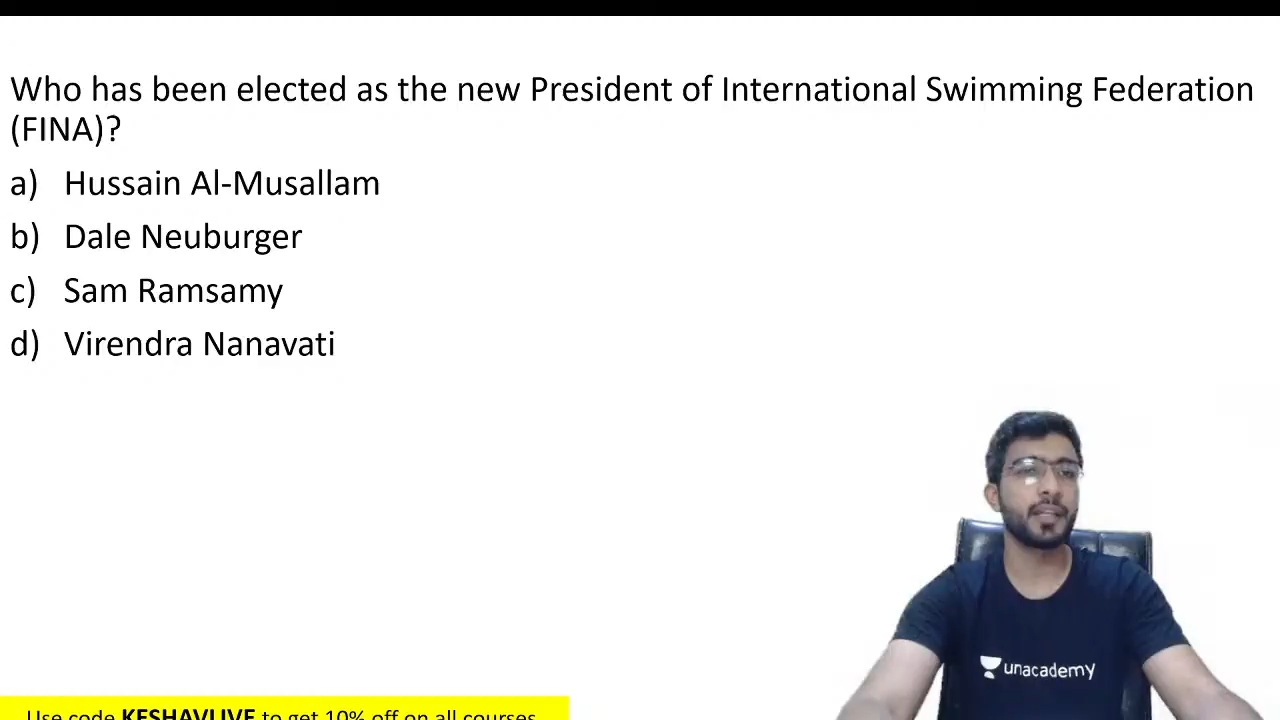 Who has been elected as the new President of International Swimming Federation
(FINA)?
a) Hussain Al-Musallam
b) Dale Neuburger
c) Sam Ramsamy
d) Virendra Nanavati
unacademy
Use code KESHAVLIVE to get 10% off on all courses